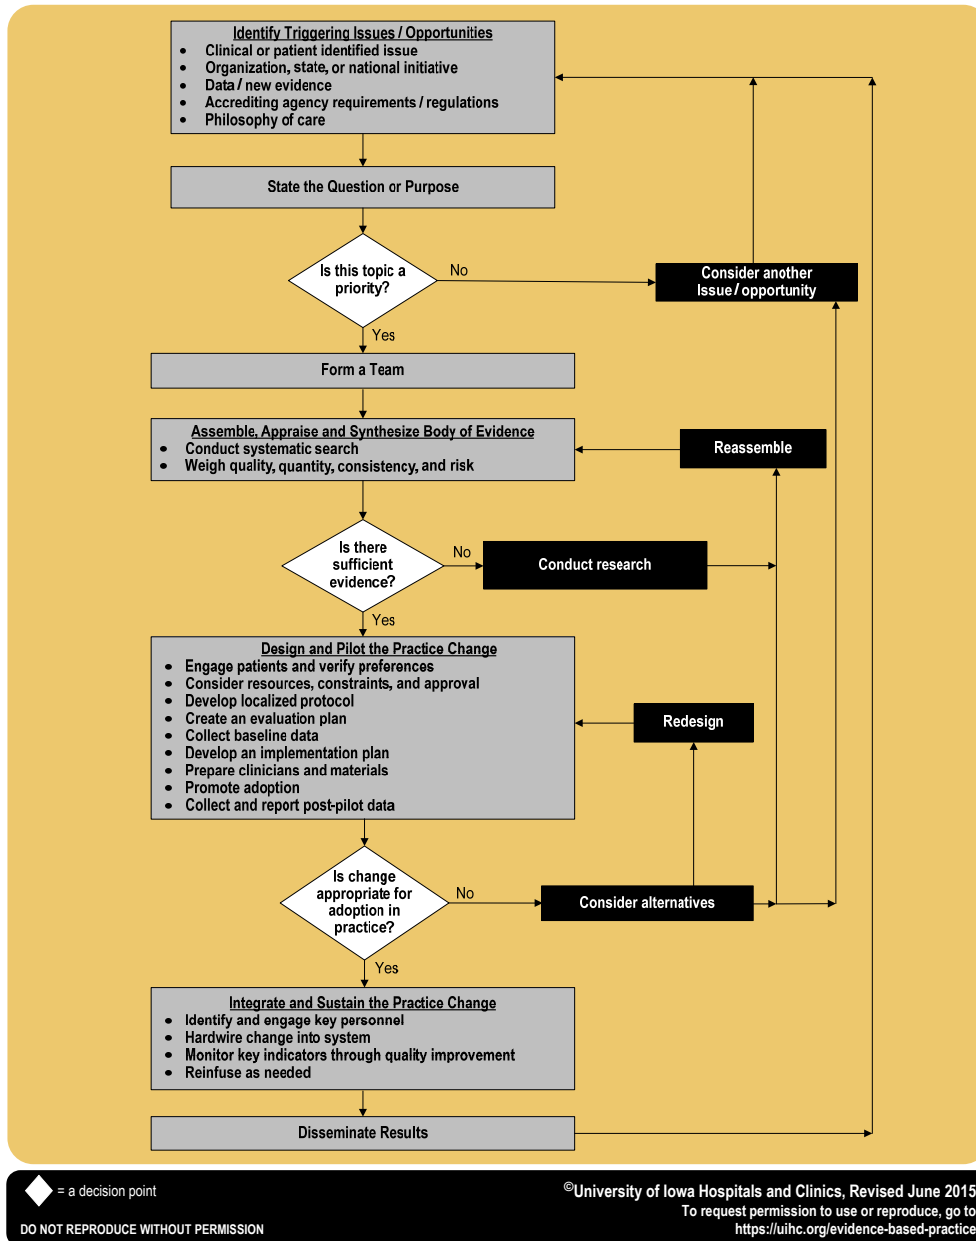 Identify Triggering Issues / Opportunities
• Clinical or patient identified issue
• Organization, state, or national initiative
• Data / new evidence
• Accrediting agency requirements / regulations
• Philosophy of care
State the Question or Purpose
Is this topic a
priority?
No
Consider another
Issue / opportunity
Yes
Form a Team
Assemble, Appraise and Synthesize Body of Evidence
• Conduct systematic search
• Weigh quality, quantity, consistency, and risk
Reassemble
Is there
sufficient
evidence?
No
Conduct research
Yes
Design and Pilot the Practice Change
• Engage patients and verify preferences
• Consider resources, constraints, and approval
• Develop localized protocol
• Create an evaluation plan
• Collect baseline data
• Develop an implementation plan
• Prepare clinicians and materials
• Promote adoption
• Collect and report post-pilot data
Redesign
Is change
appropriate for
adoption in
practice?
No
Consider alternatives
Yes
Integrate and Sustain the Practice Change
• Identify and engage key personnel
• Hardwire change into system
• Monitor key indicators through quality improvement
• Reinfuse as needed
Disseminate Results
= a decision point
DO NOT REPRODUCE WITHOUT PERMISSION
©University of Iowa Hospitals and Clinics, Revised June 2015
To request permission to use or reproduce, go to
https://uihc.org/evidence-based-practice